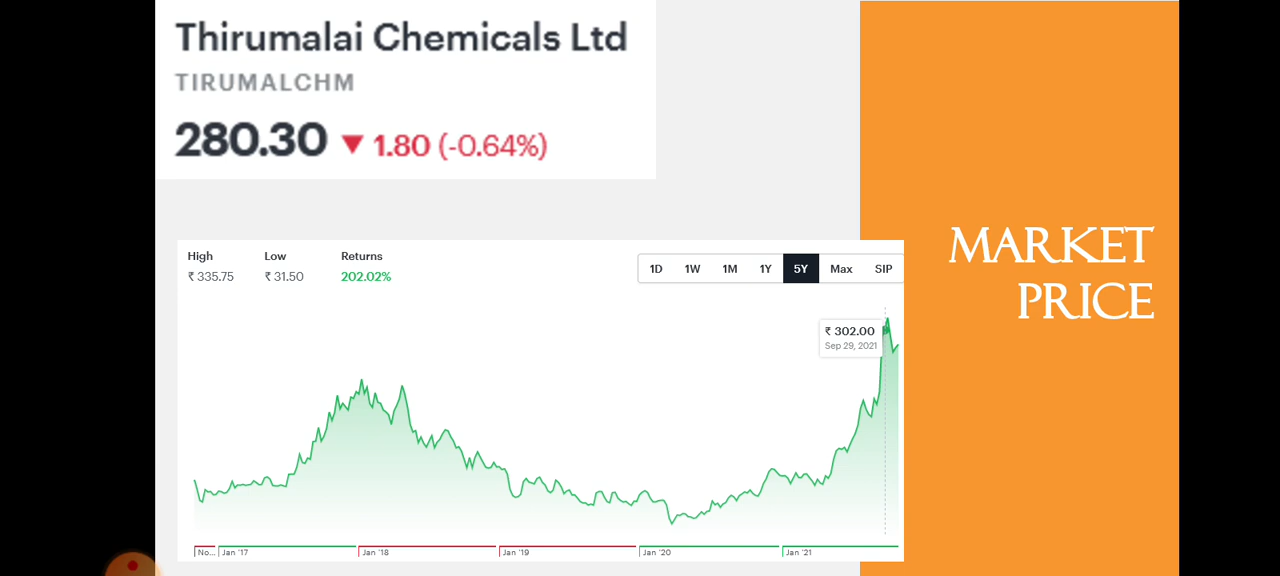 Thirumalai Chemicals Ltd
TIRUMALCHM
280.30 ▼ 1.80 (-0.64%)
MARKET
PRICE
High Low Returns
₹ 335.75 ₹ 31.50 202.02%
1D 1W 1M 1Y 5Y Max SIP
₹ 302.00
Sep 29, 2021
No... Jan '17 Jan '18 Jan '19 Jan '20 Jan '21